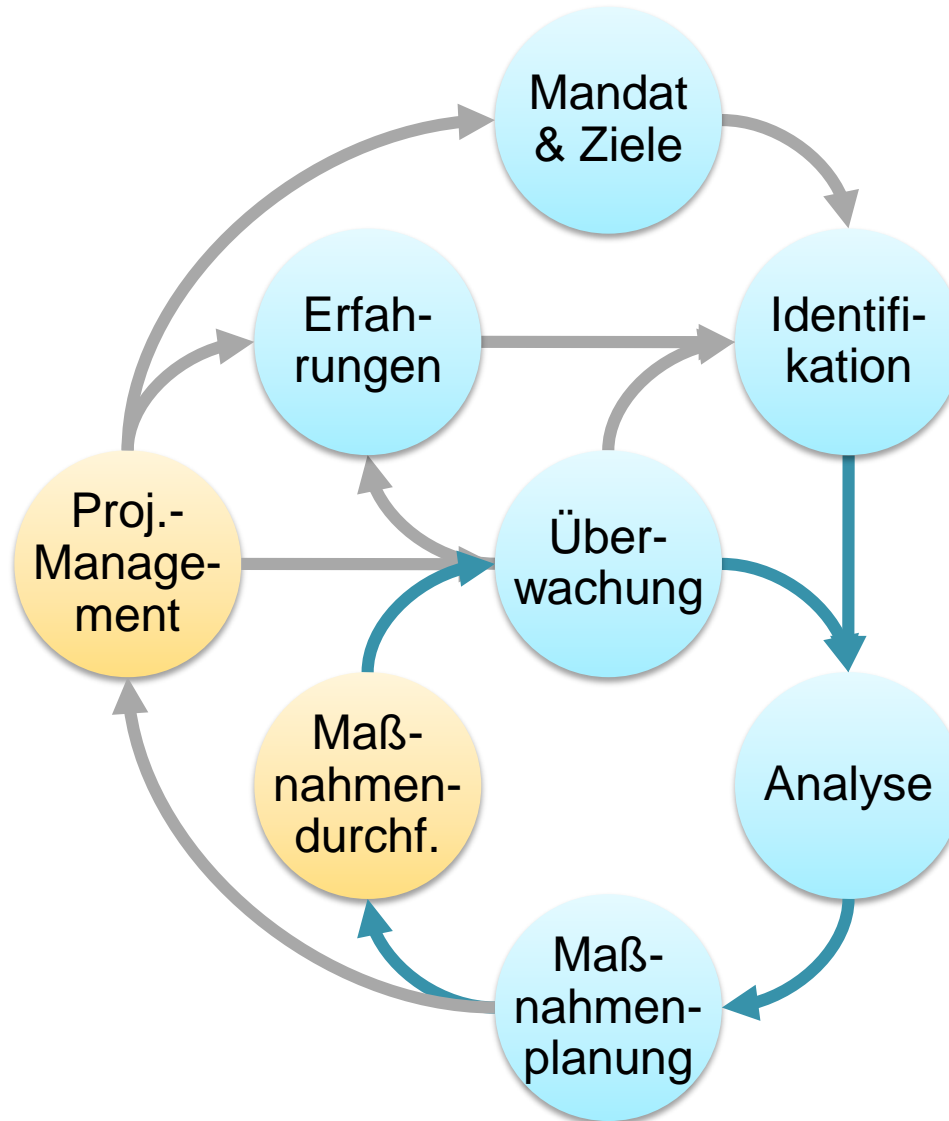 Mandat
& Ziele
Erfah-
rungen
Identifi-
kation
Proj.-
Manage-
ment
Über-
wachung
Maß-
nahmen-
durchf.
Analyse
Maß-
nahmen-
planung